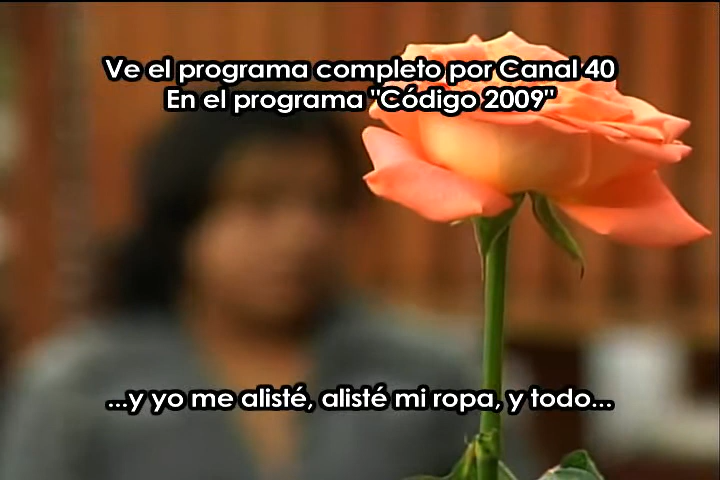 Ve el programa completo por Canal 40
En el programa "Código 2009"
...y yo me alisté, alisté mi ropa, y todo...